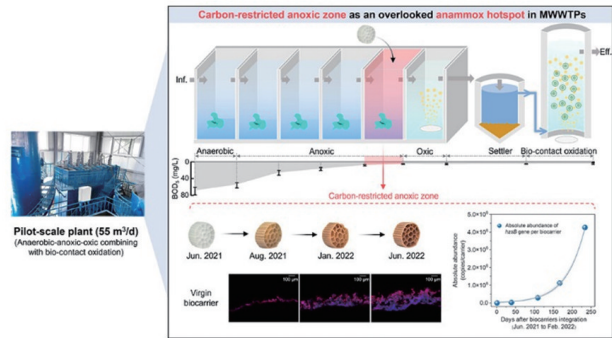 Carbon-restricted anoxic zone as an overlooked anammox hotspot in MWWTPs
Inf.
Eff.
Anaerobic
Anoxic
Oxic
Settler
Bio-contact oxidation
BOD5 (mg/L)
0
40
80
Carbon-restricted anoxic zone
Pilot-scale plant (55 m³/d)
(Anaerobic-anoxic-oxic combining
with bio-contact oxidation)
Jun. 2021
Aug. 2021
Jan. 2022
Jun. 2022
Virgin
biocarrier
100 μm
100 μm
100 μm
Absolute abundance
(copies/carrier)
Absolute abundance of
hzsB gene per biocarrier
0 50 100 150 200 250
Days after biocarriers integration
(Jun. 2021 to Feb. 2022)